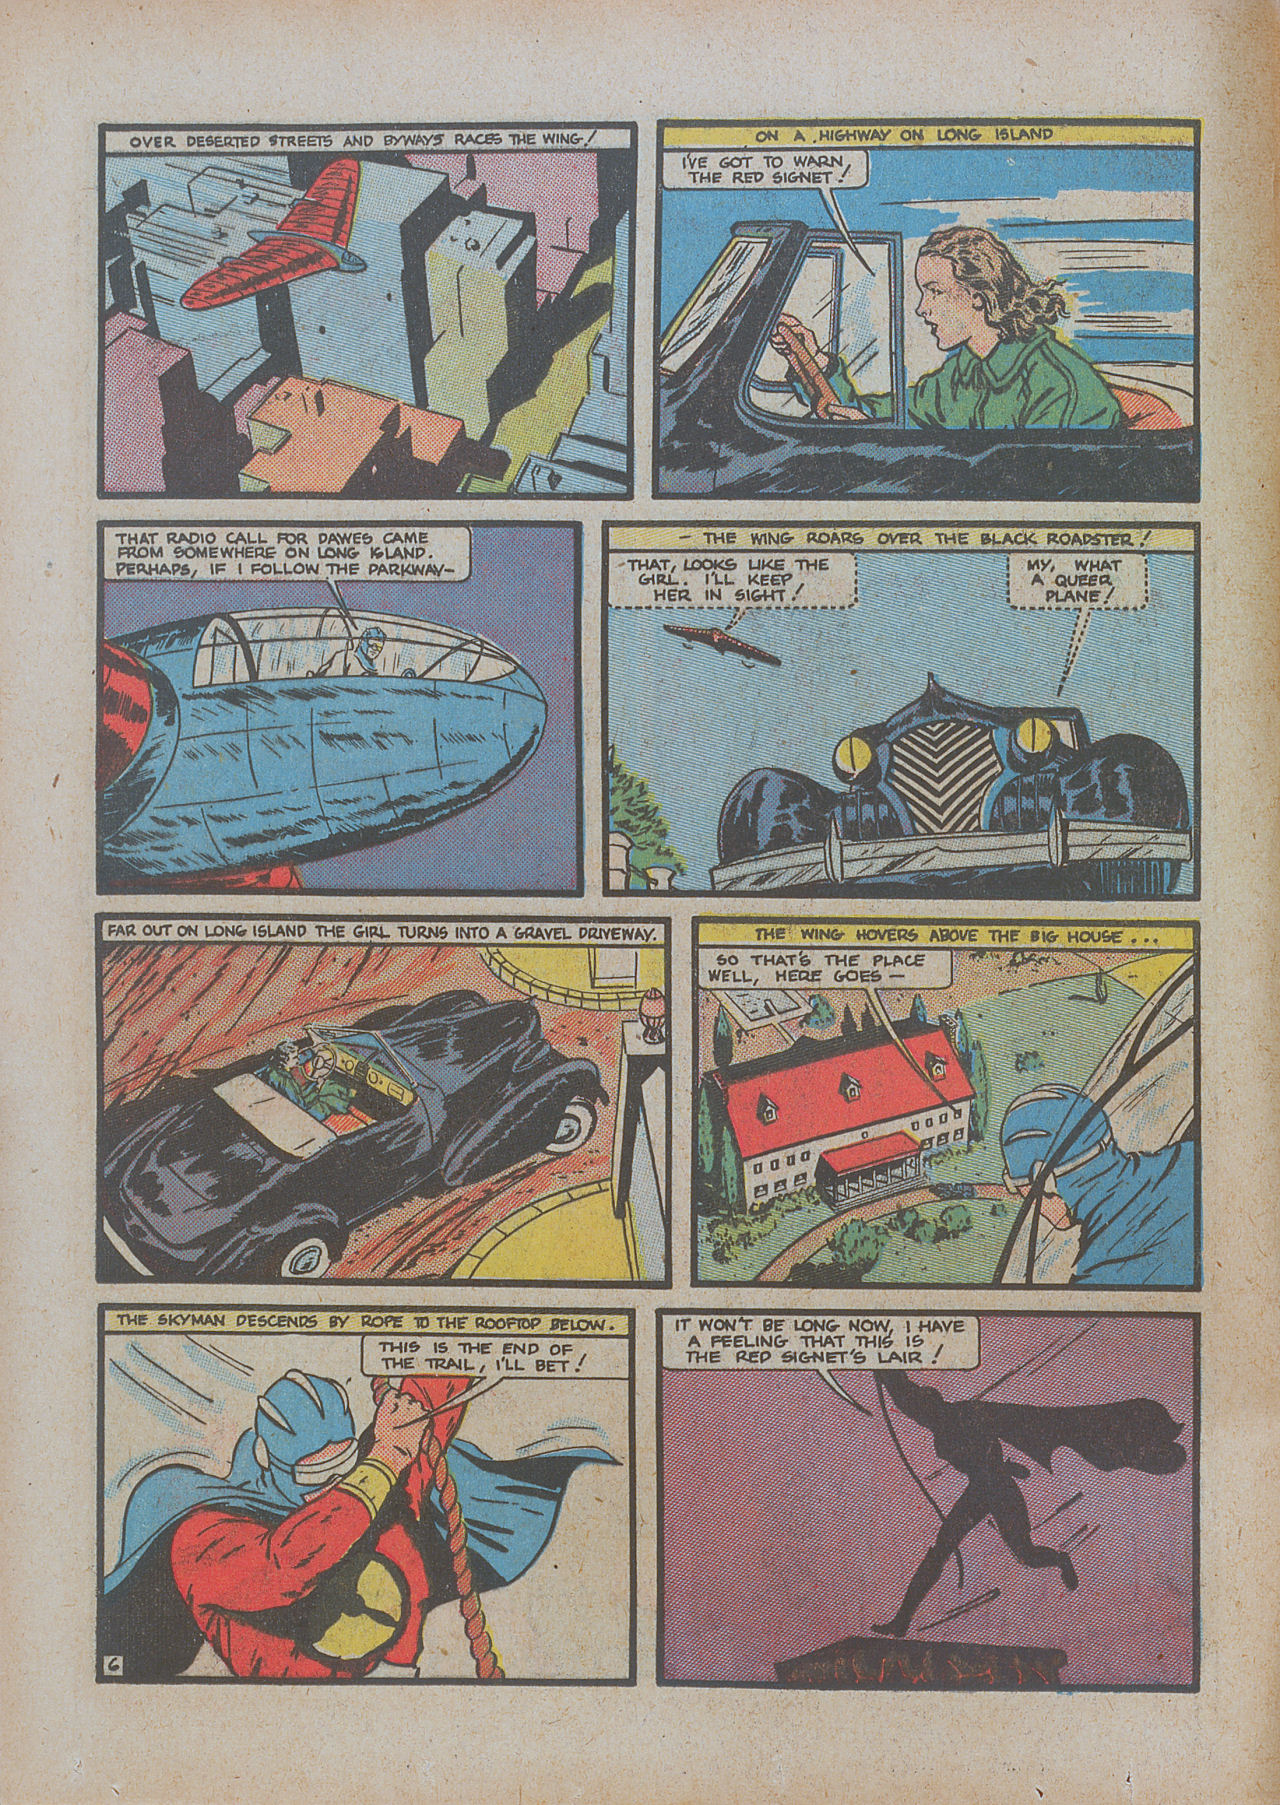 OVER DESERTED STREETS AND BYWAYS RACES THE WING!
ON A HIGHWAY ON LONG ISLAND
I'VE GOT TO WARN,
THE RED SIGNET!
THAT RADIO CALL FOR DAWES CAME
FROM SOMEWHERE ON LONG ISLAND.
PERHAPS, IF I FOLLOW THE PARKWAY-
- THE WING ROARS OVER THE BLACK ROADSTER!
THAT, LOOKS LIKE THE
GIRL. I'LL KEEP
HER IN SIGHT!
MY, WHAT
A QUEER
PLANE!
FAR OUT ON LONG ISLAND THE GIRL TURNS INTO A GRAVEL DRIVEWAY.
THE WING HOVERS ABOVE THE BIG HOUSE...
SO THAT'S THE PLACE
WELL, HERE GOES-
THE SKYMAN DESCENDS BY ROPE TO THE ROOFTOP BELOW.
THIS IS THE END OF
THE TRAIL, I'LL BET!
IT WON'T BE LONG NOW, I HAVE
A FEELING THAT THIS IS
THE RED SIGNET'S LAIR!
6